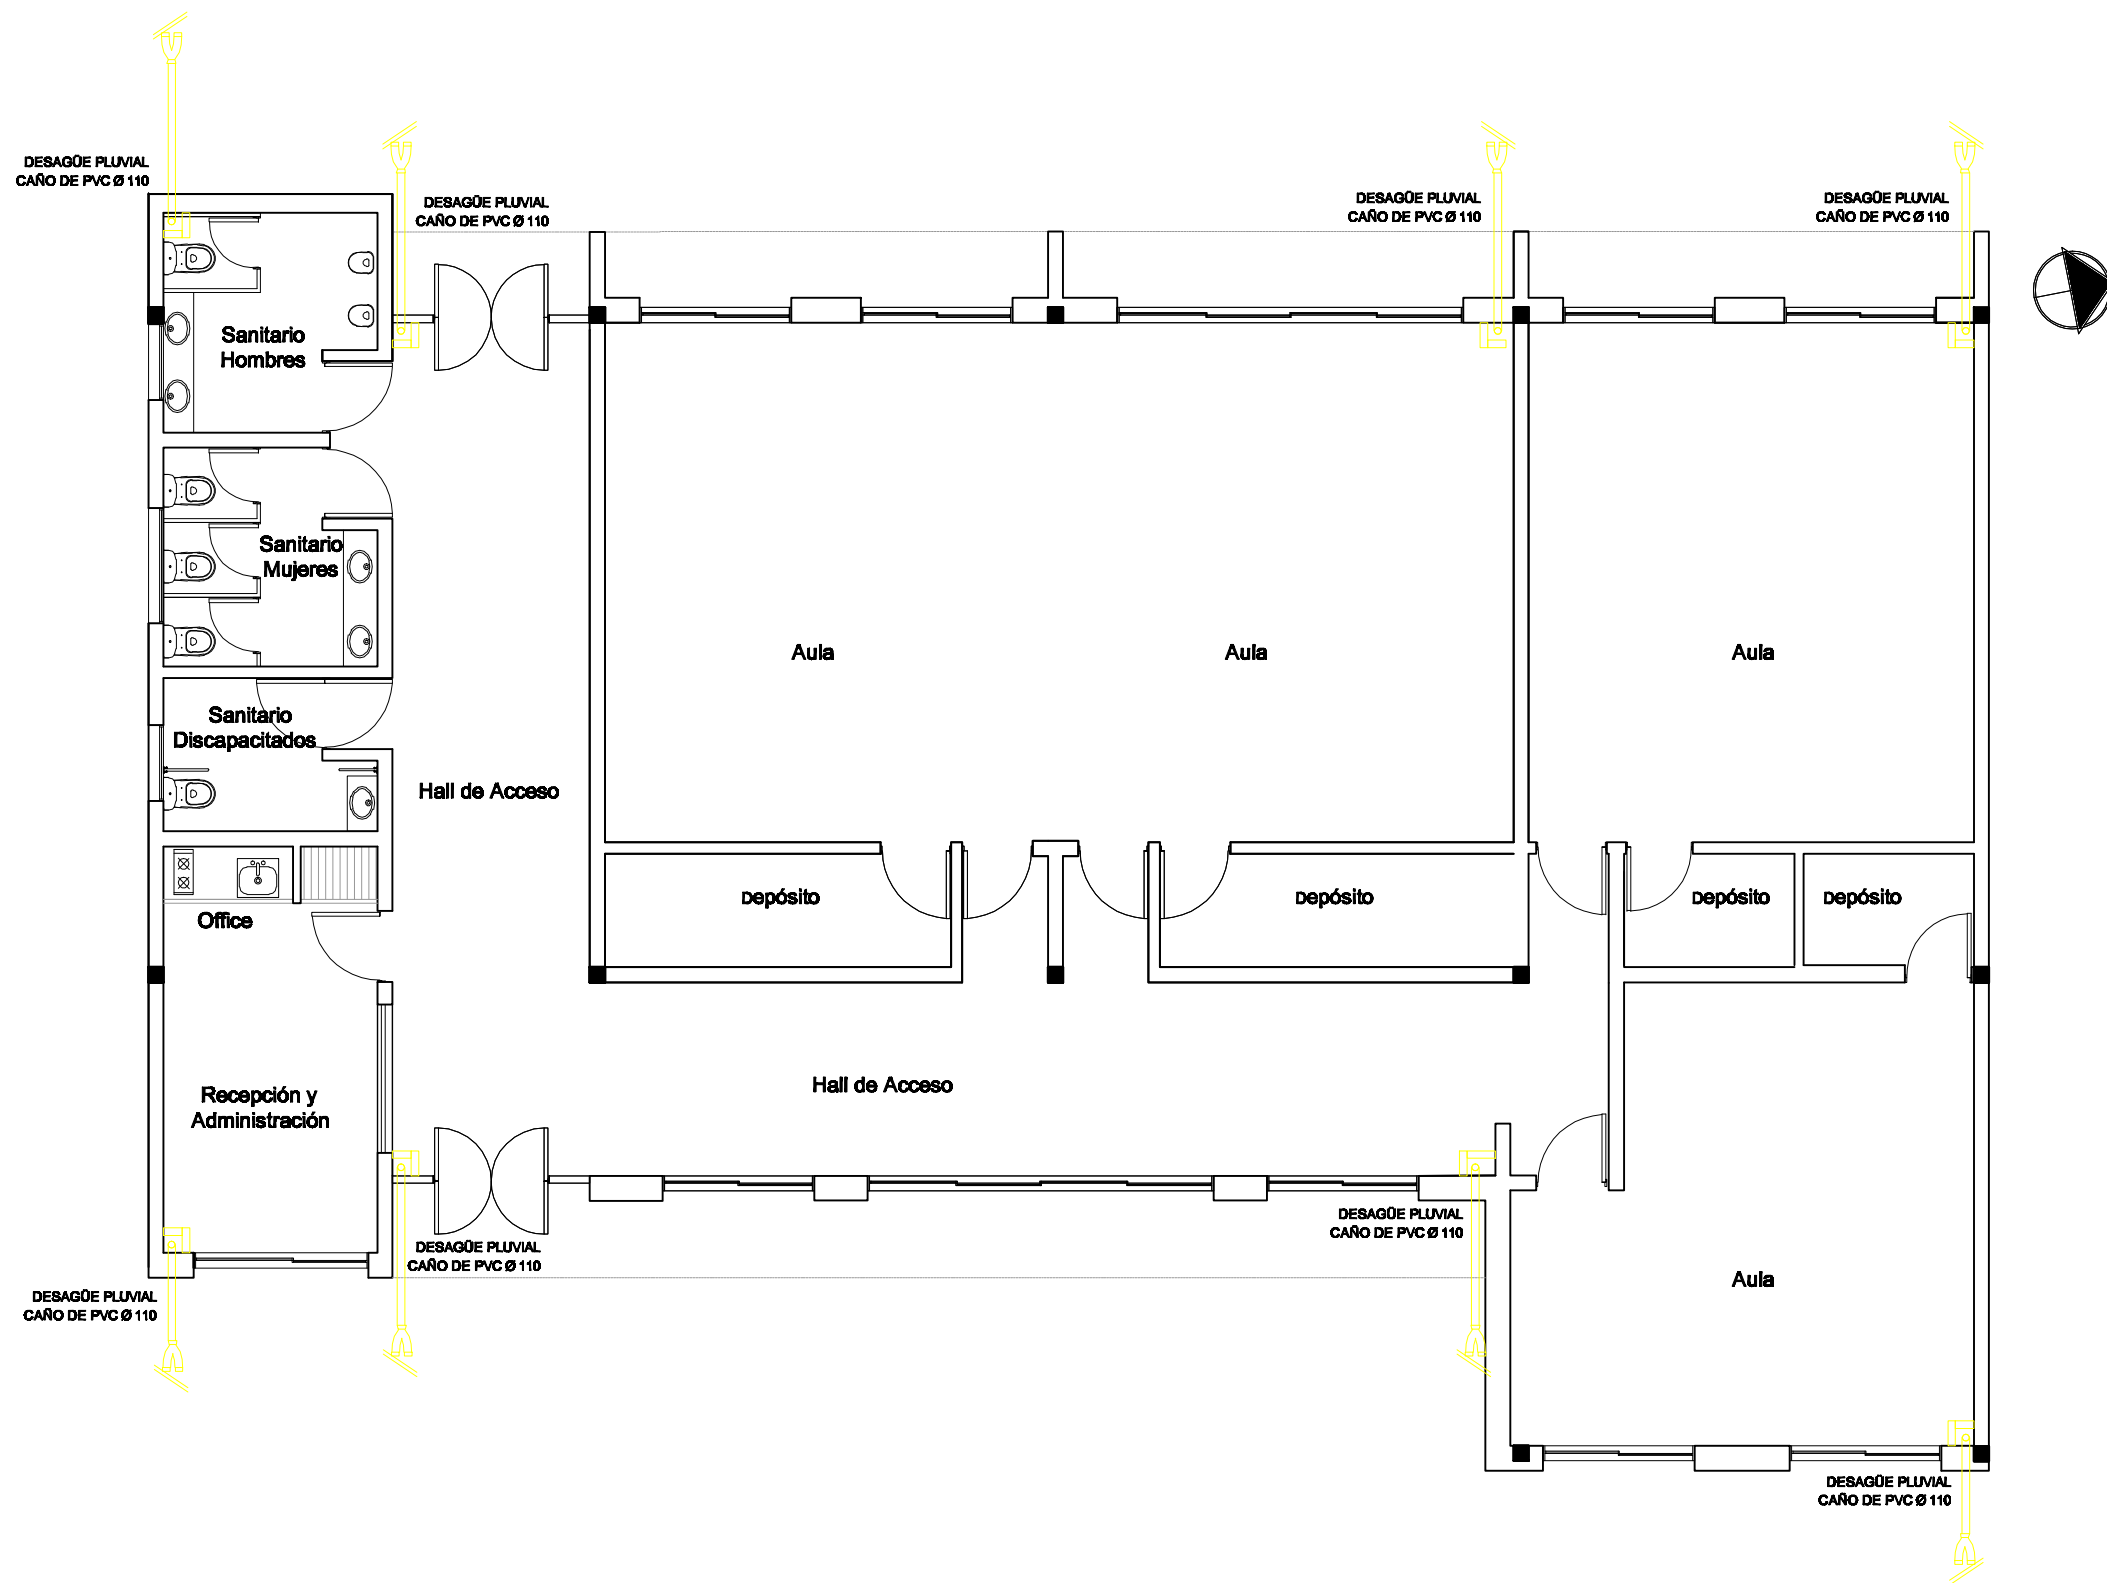 DESAGÜE PLUVIAL
CAÑO DE PVC Ø 110
DESAGÜE PLUVIAL
CAÑO DE PVC Ø 110
DESAGÜE PLUVIAL
CAÑO DE PVC Ø 110
DESAGÜE PLUVIAL
CAÑO DE PVC Ø 110
Sanitario
Hombres
Sanitario
Mujeres
Aula
Aula
Aula
Sanitario
Discapacitados
Hall de Acceso
Depósito
Depósito
Depósito
Depósito
Office
Hall de Acceso
Recepción y
Administración
DESAGÜE PLUVIAL
CAÑO DE PVC Ø 110
DESAGÜE PLUVIAL
CAÑO DE PVC Ø 110
Aula
DESAGÜE PLUVIAL
CAÑO DE PVC Ø 110
DESAGÜE PLUVIAL
CAÑO DE PVC Ø 110